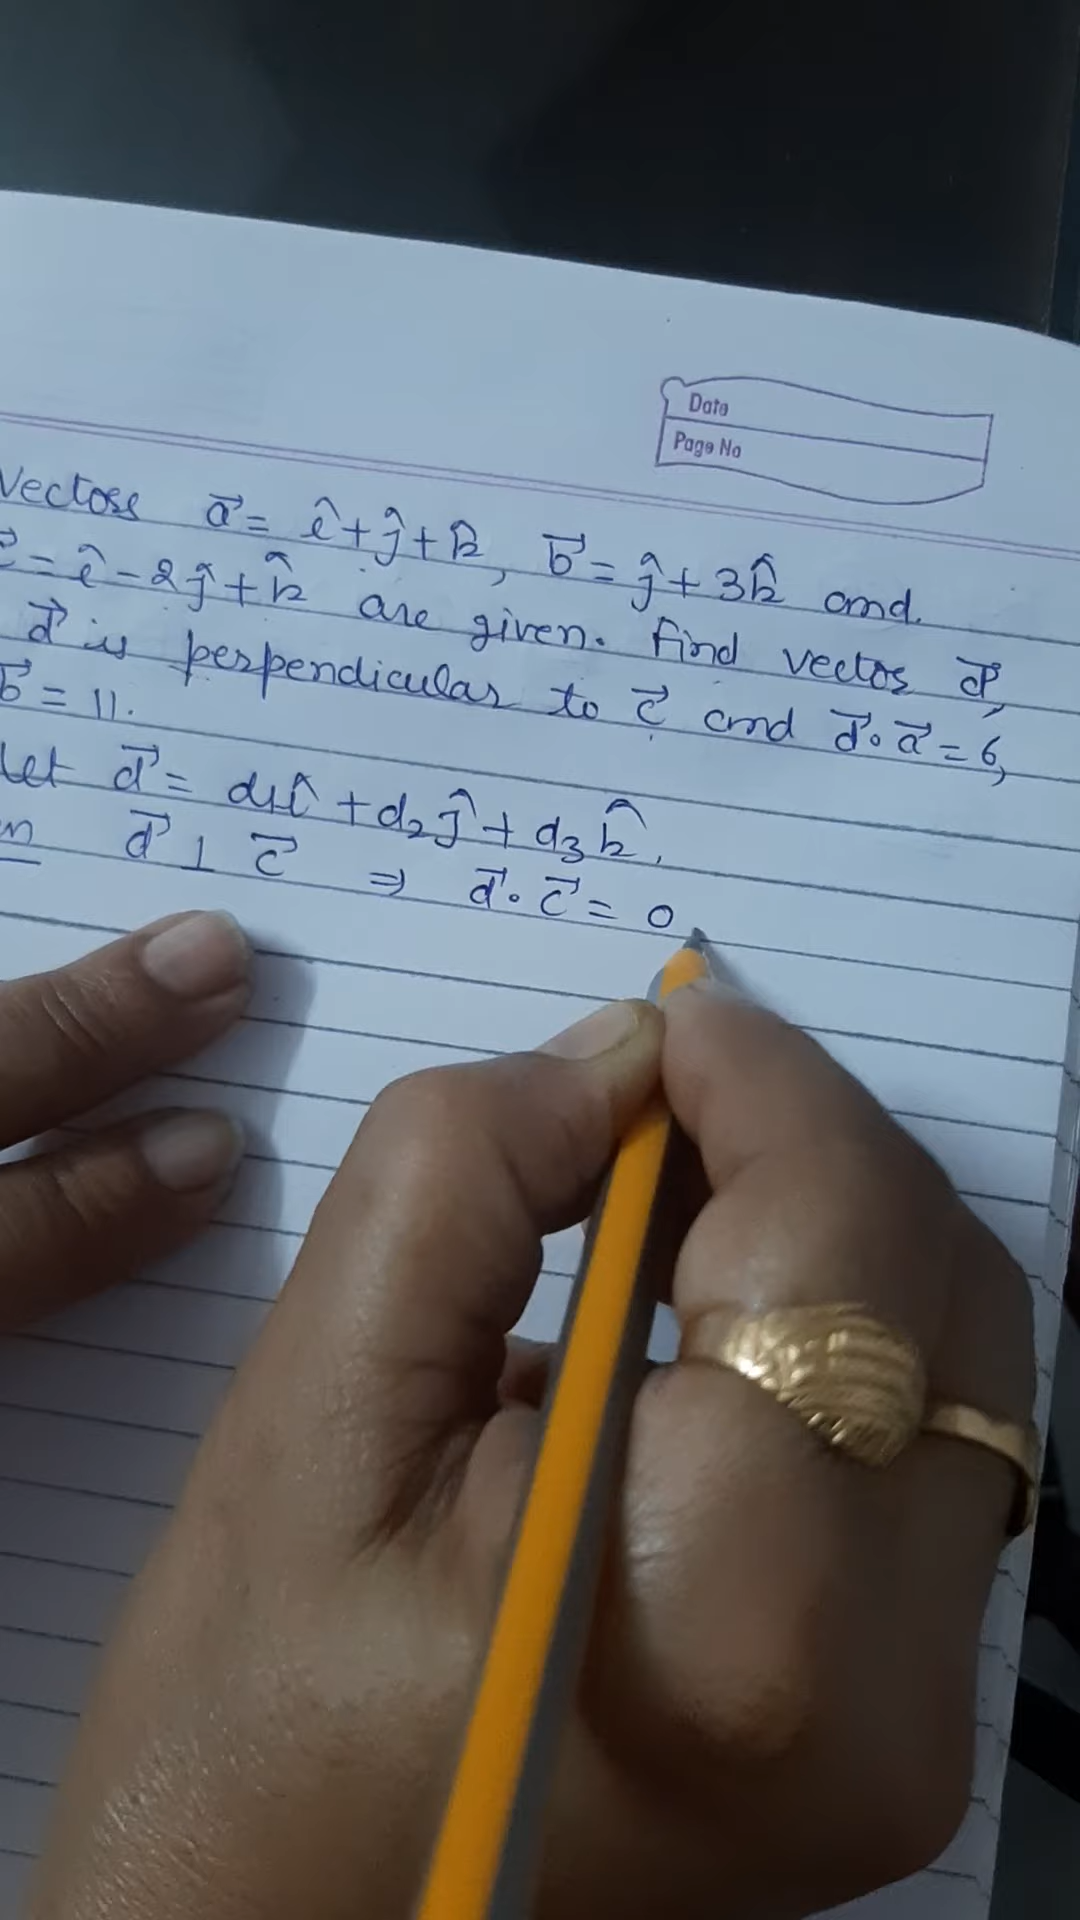 Date
Page No
Vectors a⃗ = î + ĵ + k̂, b⃗ = ĵ + 3k̂ and
c⃗ = î - 2ĵ + k̂ are given. Find vector d⃗,
d⃗ is perpendicular to c⃗ and d⃗·a⃗ = 6,
b⃗ = 11.
Let d⃗ = d₁î + d₂ĵ + d₃k̂.
d⃗ ⊥ c⃗ ⇒ d⃗·c⃗ = 0